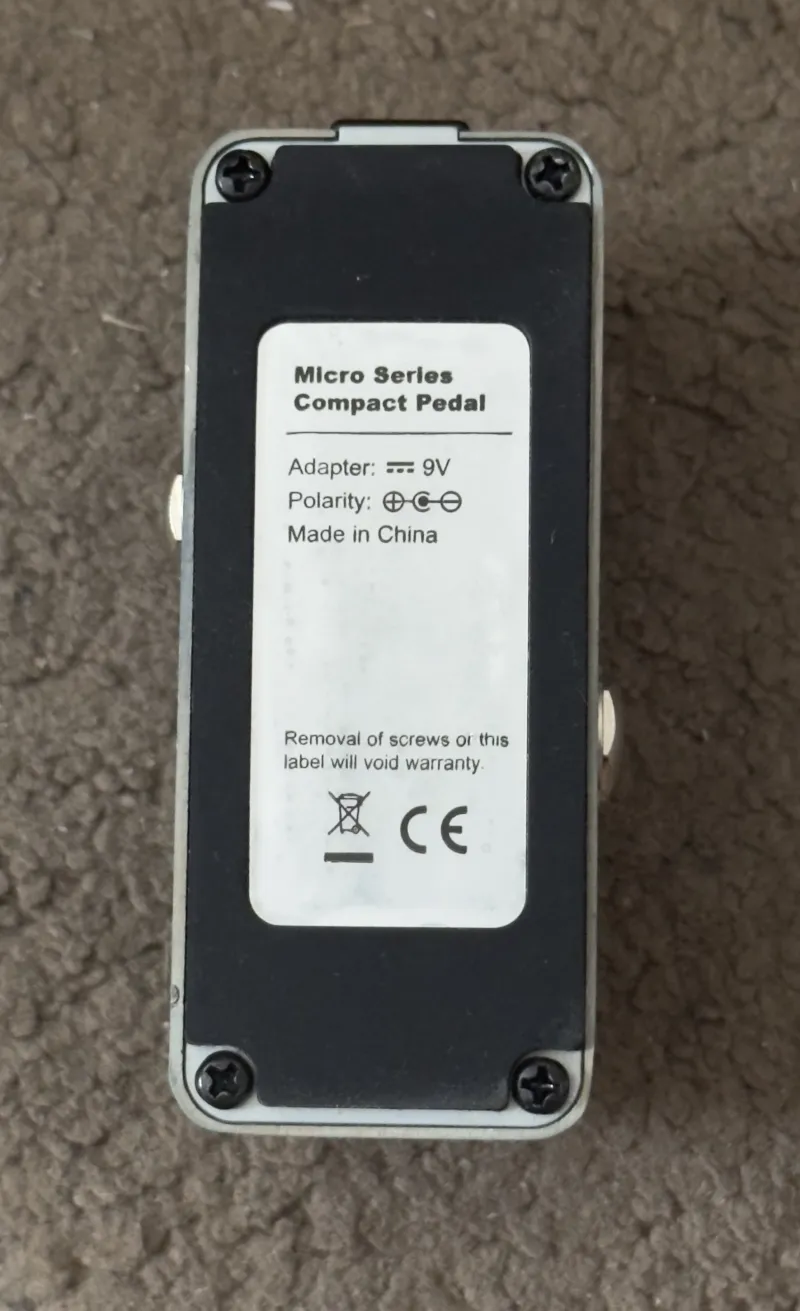 Micro Series
Compact Pedal
Adapter: ⎓ 9V
Polarity:
Made in China
Removal of screws or this
label will void warranty.
CE